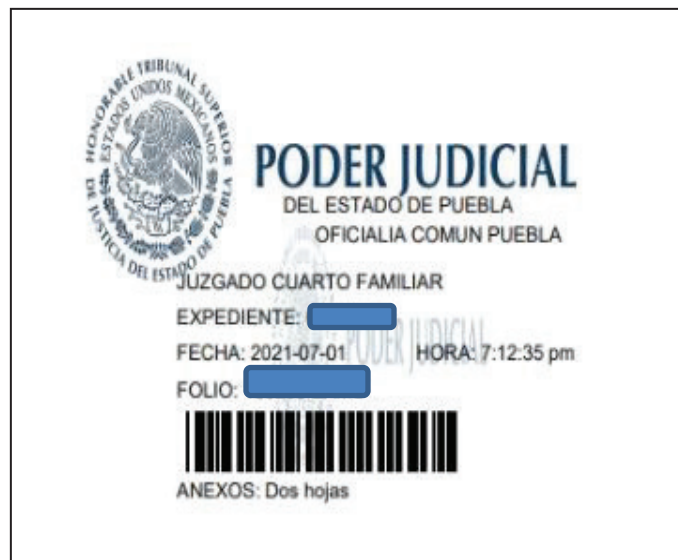 HONORABLE TRIBUNAL SUPERIOR
DE JUSTICIA DEL ESTADO DE PUEBLA
ESTADOS UNIDOS MEXICANOS
PODER JUDICIAL
DEL ESTADO DE PUEBLA
OFICIALIA COMUN PUEBLA
JUZGADO CUARTO FAMILIAR
EXPEDIENTE:
PODER JUDICIAL
FECHA: 2021-07-01 HORA: 7:12:35 pm
FOLIO:
ANEXOS: Dos hojas